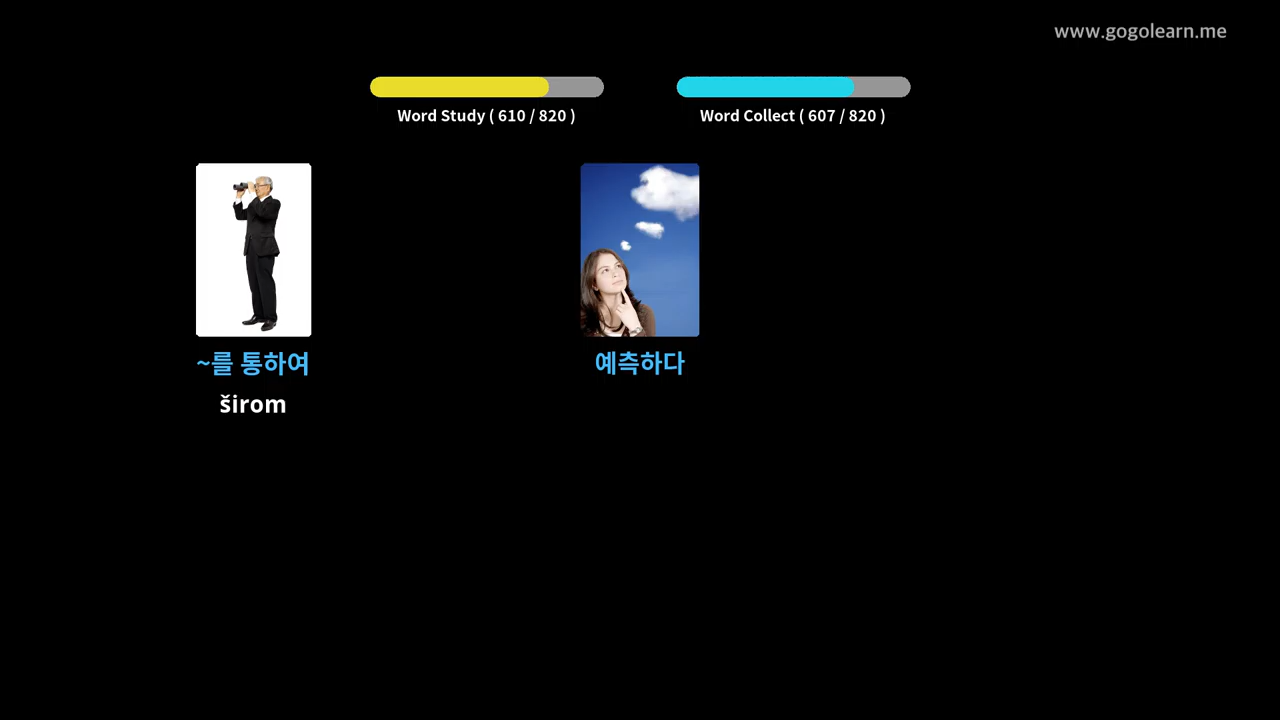 www.gogolearn.me
Word Study ( 610 / 820 )
Word Collect ( 607 / 820 )
~를 통하여
širom
예측하다